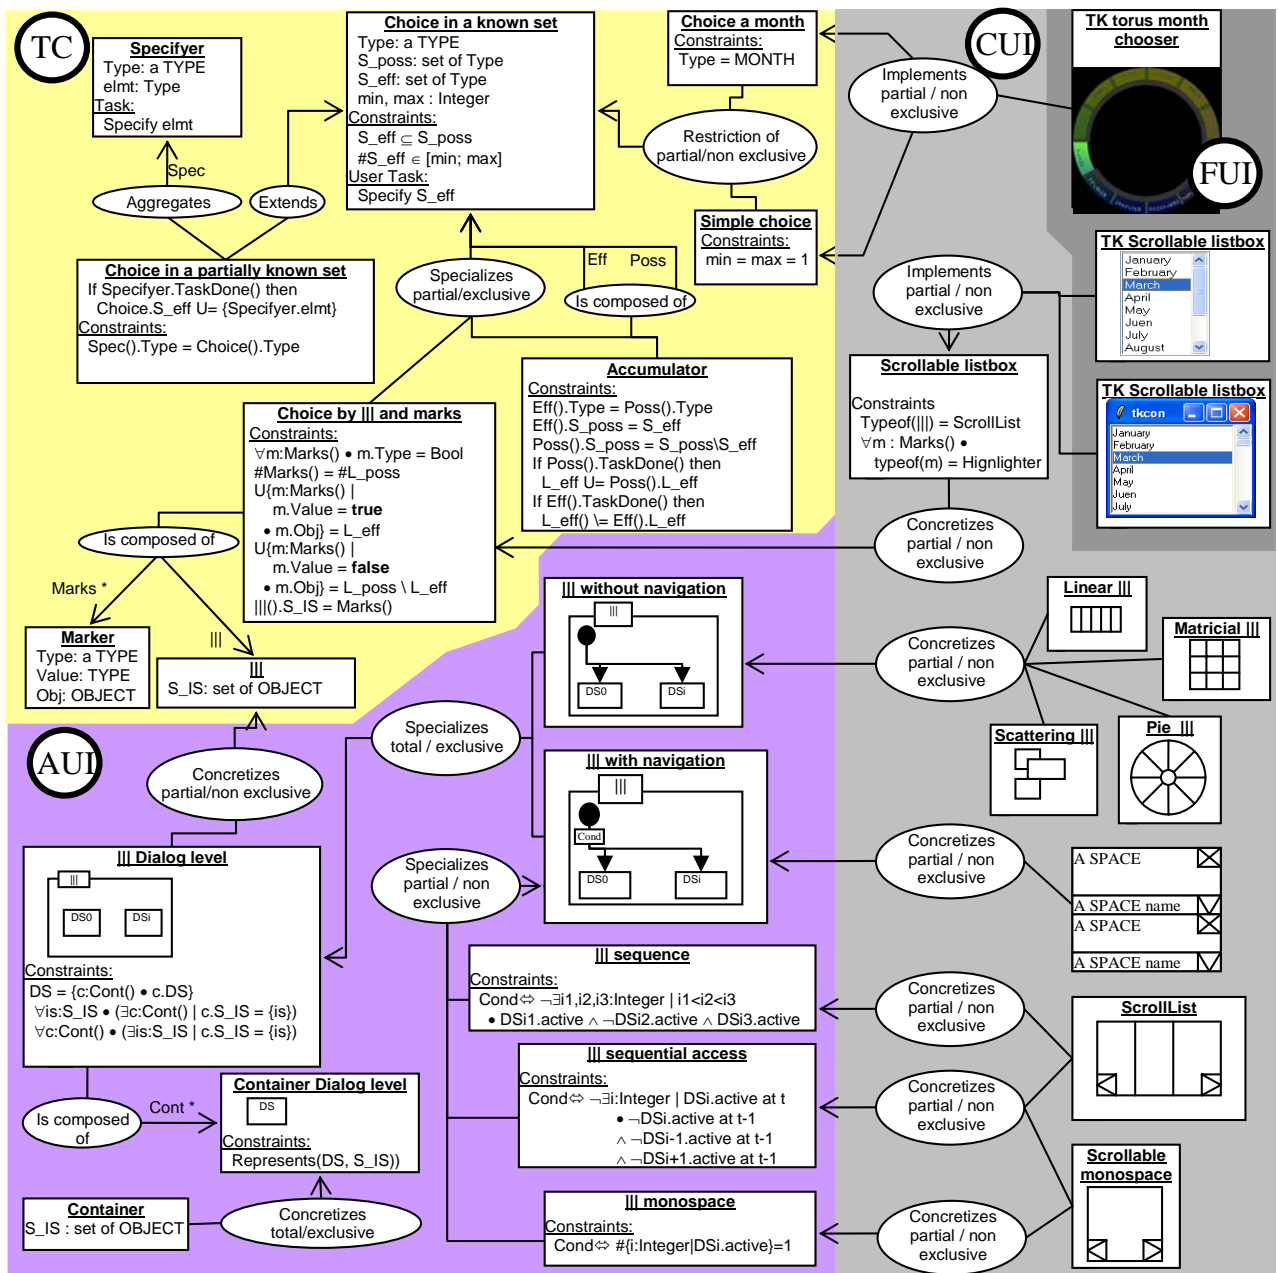 TC
Specifyer
Type: a TYPE
elmt: Type
Task:
Specify elmt
Spec
Aggregates
Extends
Choice in a partially known set
If Specifyer.TaskDone() then
Choice.S_eff U= {Specifyer.elmt}
Constraints:
Spec().Type = Choice().Type
Choice in a known set
Type: a TYPE
S_poss: set of Type
S_eff: set of Type
min, max : Integer
Constraints:
S_eff ⊆ S_poss
#S_eff ∈ [min; max]
User Task:
Specify S_eff
Choice a month
Constraints:
Type = MONTH
Restriction of
partial/non exclusive
Simple choice
Constraints:
min = max = 1
Specializes
partial/exclusive
Eff
Poss
Is composed of
Accumulator
Constraints:
Eff().Type = Poss().Type
Eff().S_poss = S_eff
Poss().S_poss = S_poss\S_eff
If Poss().TaskDone() then
L_eff U= Poss().L_eff
If Eff().TaskDone() then
L_eff() \= Eff().L_eff
Choice by ||| and marks
Constraints:
∀m:Marks() • m.Type = Bool
#Marks() = #L_poss
U{m:Marks() |
m.Value = true
• m.Obj} = L_eff
U{m:Marks() |
m.Value = false
• m.Obj} = L_poss \ L_eff
|||().S_IS = Marks()
Is composed of
Marks *
|||
Marker
Type: a TYPE
Value: TYPE
Obj: OBJECT
|||
S_IS: set of OBJECT
CUI
Implements
partial / non
exclusive
TK torus month
chooser
FUI
Implements
partial / non
exclusive
TK Scrollable listbox
January
February
March
April
May
Juen
July
August
Scrollable listbox
Constraints
Typeof(|||) = ScrollList
∀m : Marks() •
typeof(m) = Hignlighter
TK Scrollable listbox
tkcon
January
February
March
April
May
Juen
July
Concretizes
partial / non
exclusive
AUI
Concretizes
partial/non exclusive
||| Dialog level
|||
DS0
DSi
Constraints:
DS = {c:Cont() • c.DS}
∀is:S_IS • (∃c:Cont() | c.S_IS = {is})
∀c:Cont() • (∃is:S_IS | c.S_IS = {is})
Is composed
of
Cont *
Container Dialog level
DS
Constraints:
Represents(DS, S_IS))
Container
S_IS : set of OBJECT
Concretizes
total/exclusive
Specializes
total / exclusive
||| without navigation
|||
DS0
DSi
||| with navigation
|||
Cond
DS0
DSi
Specializes
partial / non
exclusive
||| sequence
Constraints:
Cond⇔ ¬∃i1,i2,i3:Integer | i1<i2<i3
• DSi1.active ∧ ¬DSi2.active ∧ DSi3.active
||| sequential access
Constraints:
Cond⇔ ¬∃i:Integer | DSi.active at t
• ¬DSi.active at t-1
∧ ¬DSi-1.active at t-1
∧ ¬DSi+1.active at t-1
||| monospace
Constraints:
Cond⇔ #{i:Integer|DSi.active}=1
Concretizes
partial / non
exclusive
Linear |||
Matricial |||
Scattering |||
Pie |||
Concretizes
partial / non
exclusive
A SPACE
A SPACE name
A SPACE
A SPACE name
Concretizes
partial / non
exclusive
ScrollList
Concretizes
partial / non
exclusive
Scrollable
monospace
Concretizes
partial / non
exclusive